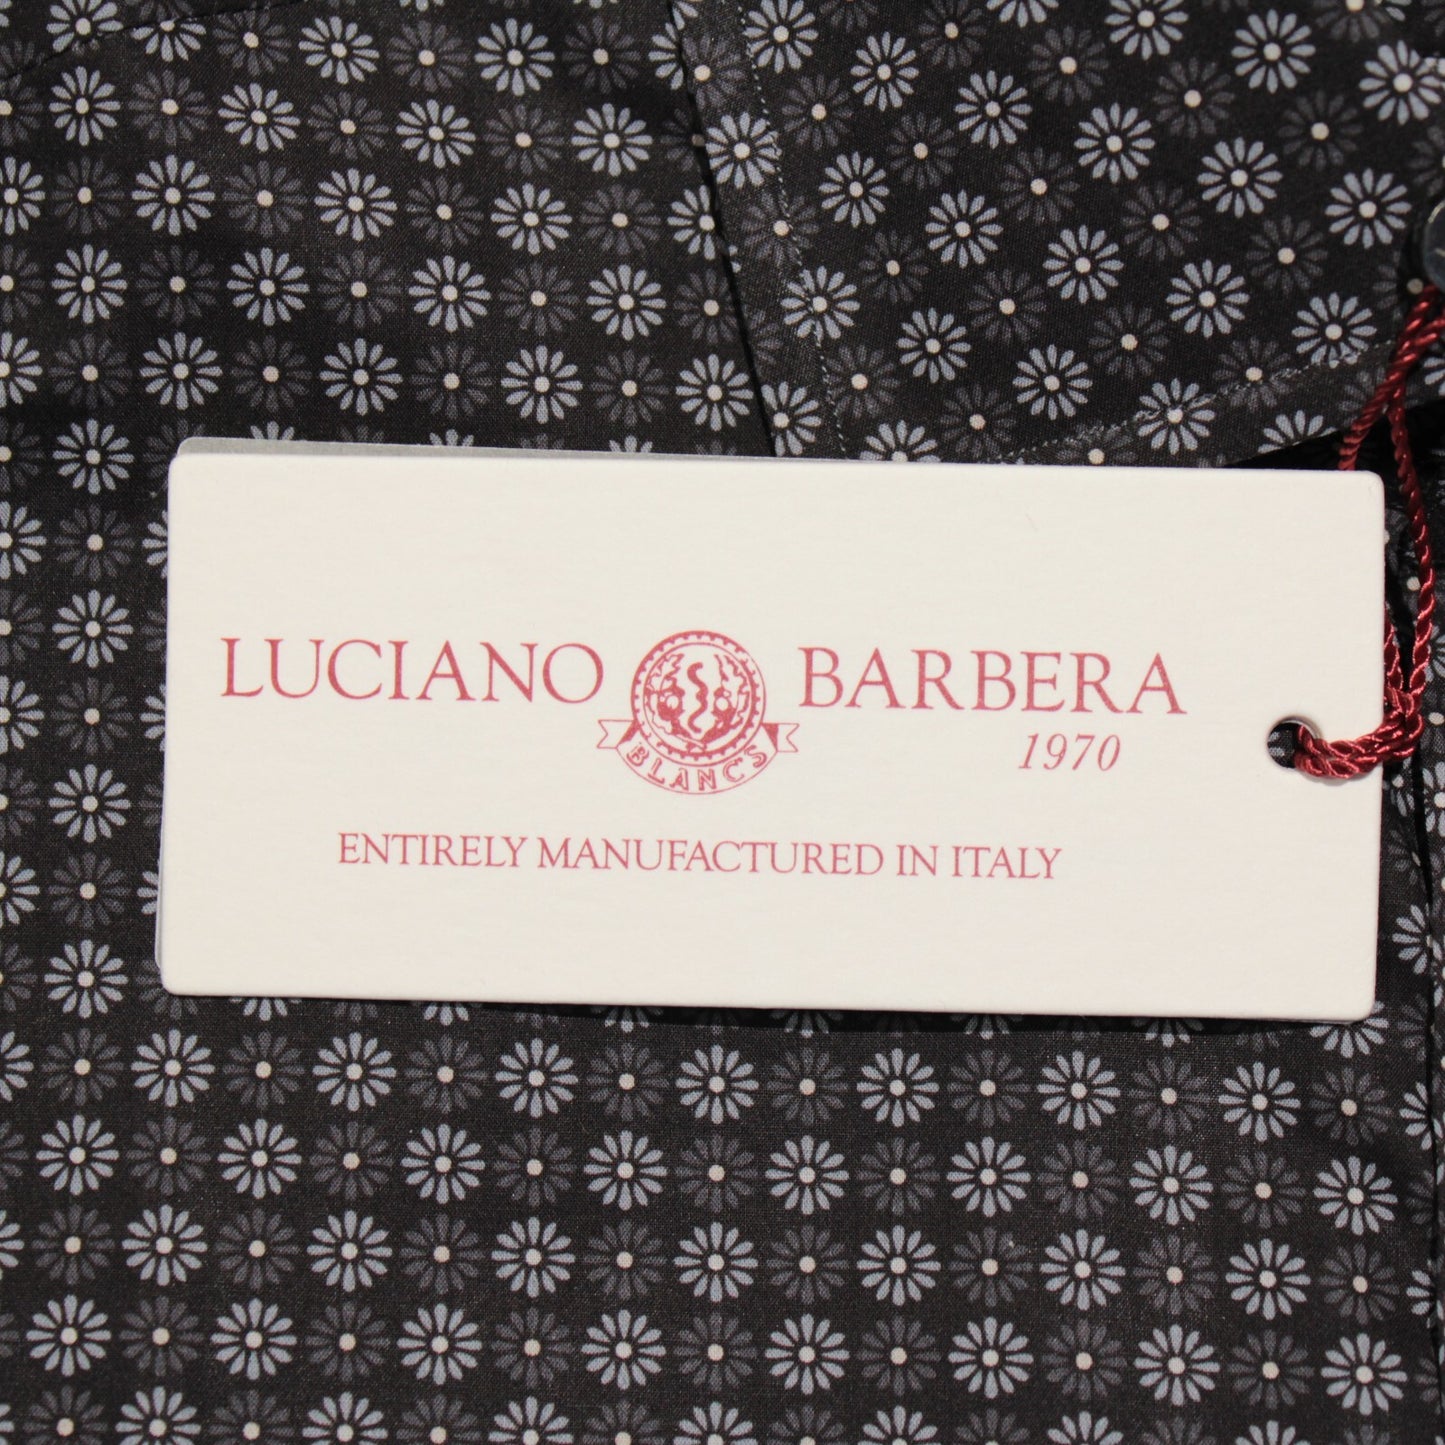 LUCIANO BARBERA
BLANCS
1970
ENTIRELY MANUFACTURED IN ITALY